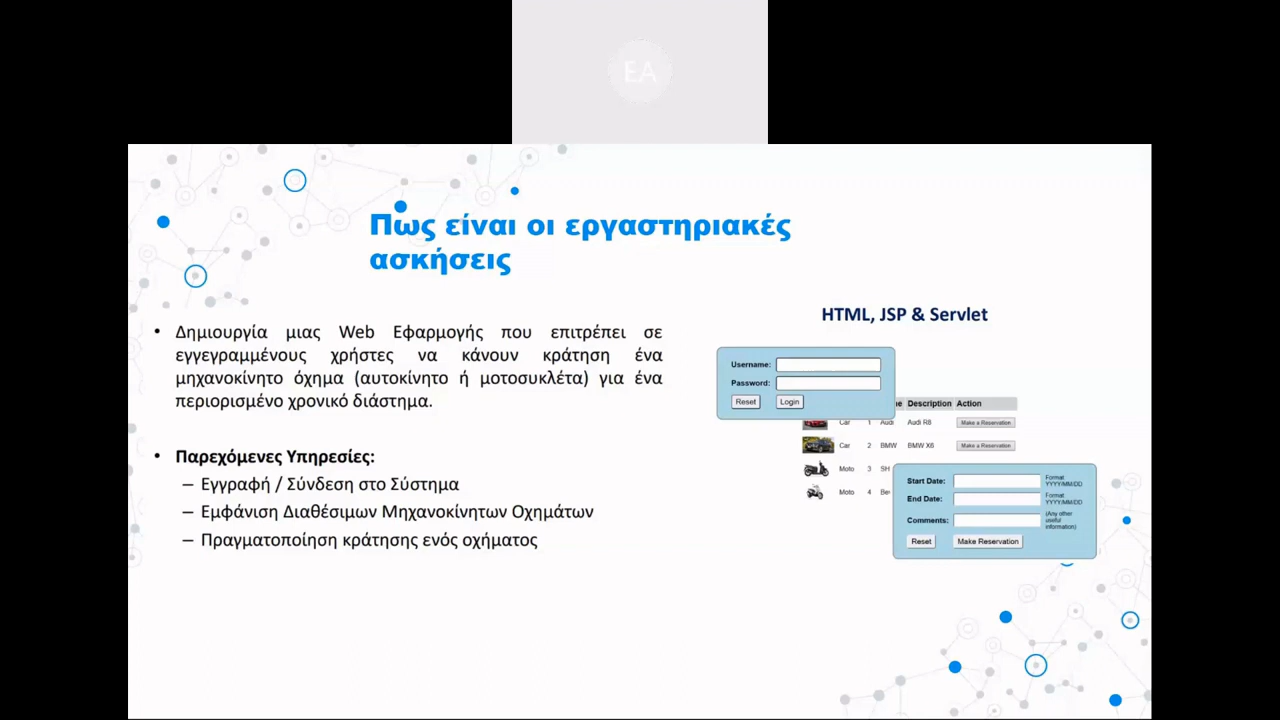 EA
Πως είναι οι εργαστηριακές
ασκήσεις
• Δημιουργία μιας Web Εφαρμογής που επιτρέπει σε
εγγεγραμμένους χρήστες να κάνουν κράτηση ένα
μηχανοκίνητο όχημα (αυτοκίνητο ή μοτοσυκλέτα) για ένα
περιορισμένο χρονικό διάστημα.
• Παρεχόμενες Υπηρεσίες:
– Εγγραφή / Σύνδεση στο Σύστημα
– Εμφάνιση Διαθέσιμων Μηχανοκίνητων Οχημάτων
– Πραγματοποίηση κράτησης ενός οχήματος
HTML, JSP & Servlet
Username:
Password:
Reset Login
Description Action
Car 1 Audi Audi R8 Make a Reservation
Car 2 BMW BMW X6 Make a Reservation
Moto 3 SH
Moto 4
Start Date: Format YYYY/MM/DD
End Date: Format YYYY/MM/DD
Comments: (Any other useful information)
Reset Make Reservation